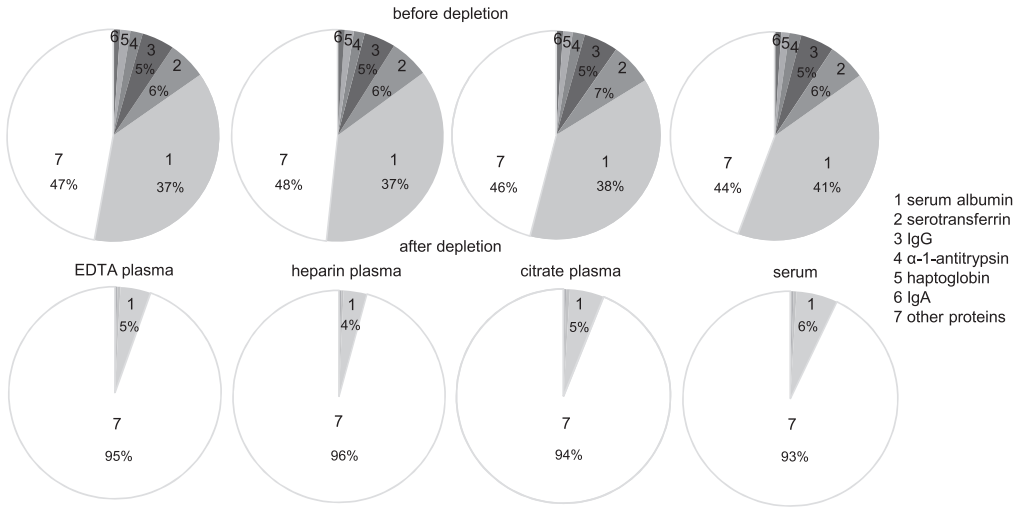 before depletion
6 5 4 3 2
5%
6%
7
47%
1
37%
6 5 4 3 2
5%
6%
7
48%
1
37%
6 5 4 3 2
5%
7%
7
46%
1
38%
6 5 4 3 2
5%
6%
7
44%
1
41%
after depletion
EDTA plasma
heparin plasma
citrate plasma
serum
1
5%
7
95%
1
4%
7
96%
1
5%
7
94%
1
6%
7
93%
1 serum albumin
2 serotransferrin
3 IgG
4 α-1-antitrypsin
5 haptoglobin
6 IgA
7 other proteins